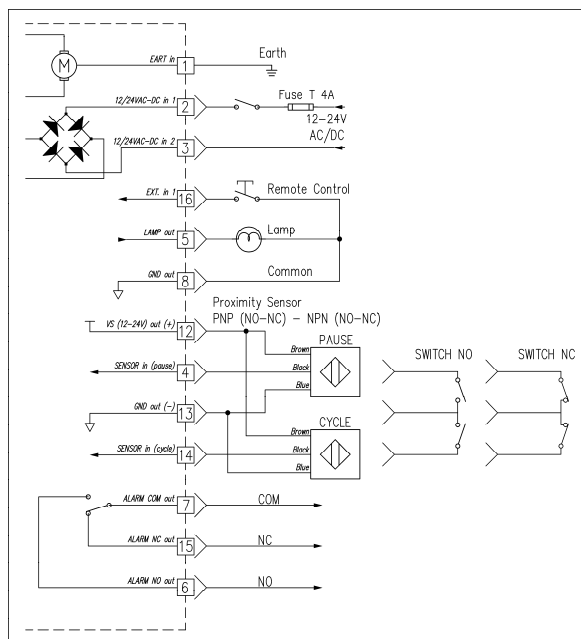 EART in 1 Earth
M
Fuse T 4A
12/24VAC-DC in 1 2
12-24V
AC/DC
12/24VAC-DC in 2 3
EXT. in 1 16 Remote Control
LAMP out 5 Lamp
GND out 8 Common
Proximity Sensor
PNP (NO-NC) - NPN (NO-NC)
VS (12-24V) out (+) 12
PAUSE
SWITCH NO SWITCH NC
Brown
SENSOR in (pause) 4 Black
Blue
GND out (-) 13
CYCLE
Brown
SENSOR in (cycle) 14 Black
Blue
ALARM COM out 7 COM
ALARM NC out 15 NC
ALARM NO out 6 NO